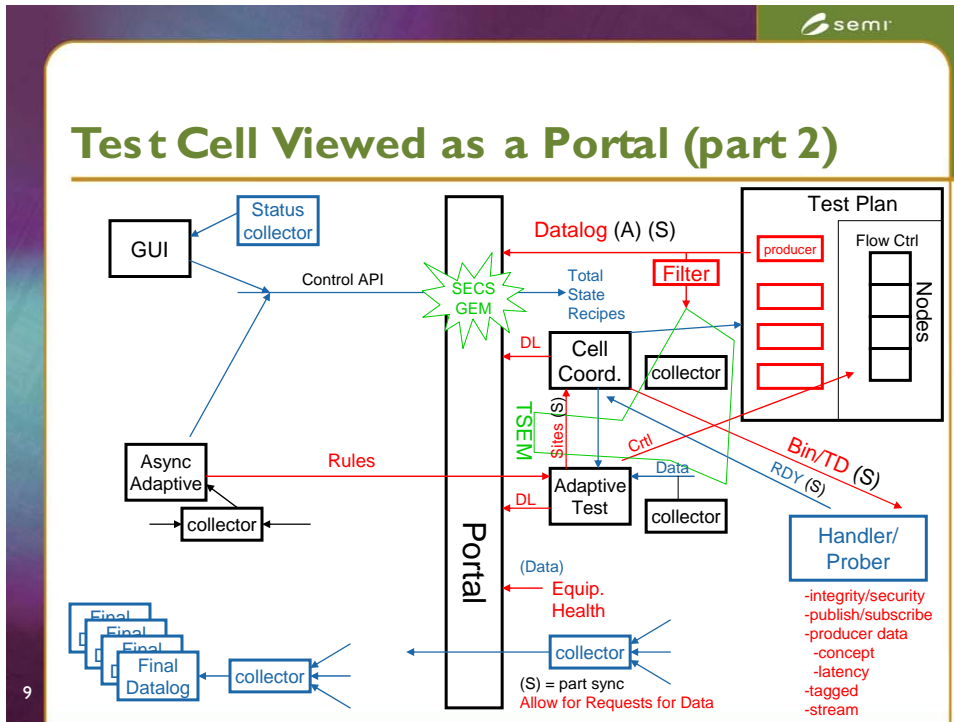 semi
Test Cell Viewed as a Portal (part 2)
Status
collector
GUI
Control API
SECS
GEM
Datalog (A) (S)
Filter
Total
State
Recipes
Test Plan
producer
Flow Ctrl
Nodes
DL
Cell
Coord.
collector
TSEM
Sites (S)
Crtl
Bin/TD (S)
RDY (S)
Async
Adaptive
Rules
collector
Adaptive
Test
Data
DL
collector
Handler/
Prober
Portal
(Data)
Equip.
Health
-integrity/security
-publish/subscribe
-producer data
-concept
-latency
-tagged
-stream
Final
Final
Final
Final
Datalog
collector
collector
(S) = part sync
Allow for Requests for Data
9